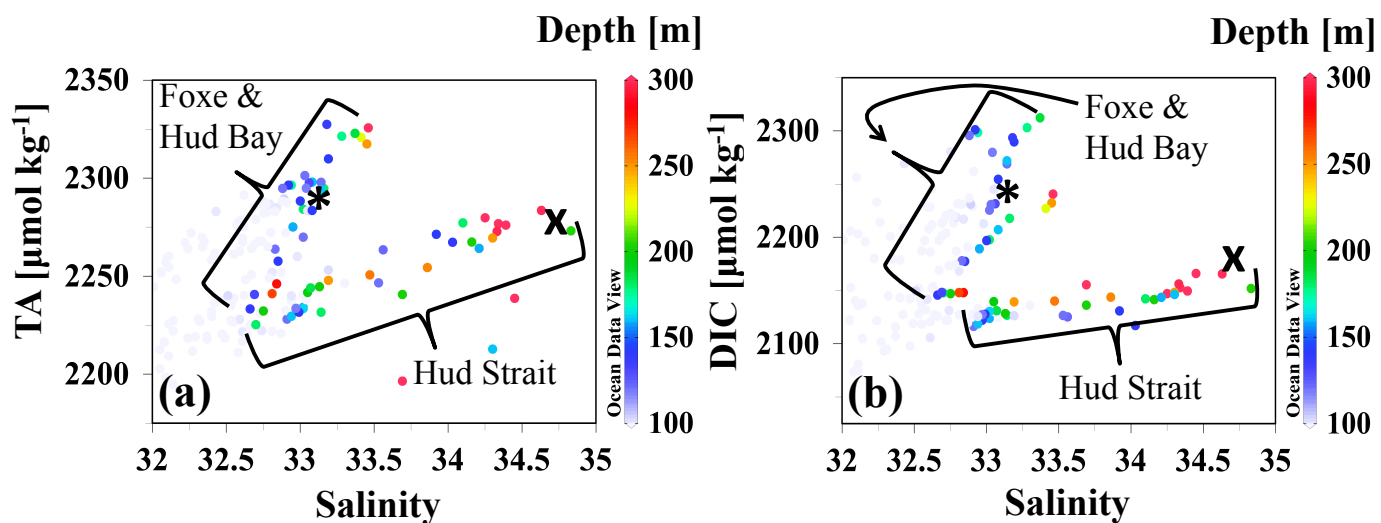 Depth [m]
Depth [m]
2350
2300
2250
2200
TA [µmol kg-1]
Foxe &
Hud Bay
*
X
Hud Strait
(a)
Ocean Data View
300
250
200
150
100
32
32.5
33
33.5
34
34.5
35
Salinity
2300
2200
2100
DIC [µmol kg-1]
Foxe &
Hud Bay
*
X
Hud Strait
(b)
Ocean Data View
300
250
200
150
100
32
32.5
33
33.5
34
34.5
35
Salinity